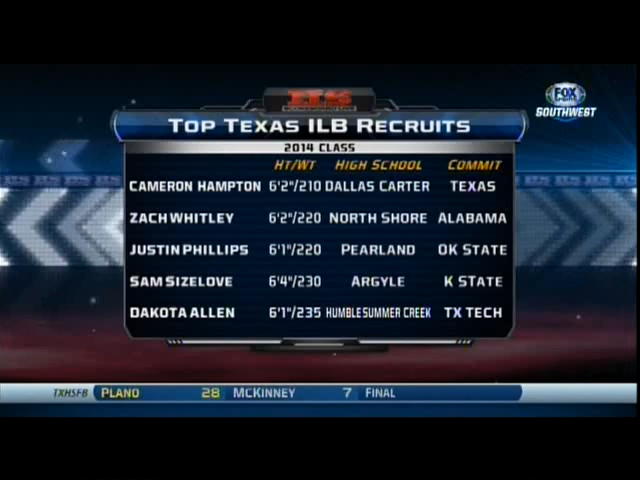 FOX
SPORTS
SOUTHWEST
TOP TEXAS ILB RECRUITS
2014 CLASS
HT/WT HIGH SCHOOL COMMIT
CAMERON HAMPTON 6'2"/210 DALLAS CARTER TEXAS
ZACH WHITLEY 6'2"/220 NORTH SHORE ALABAMA
JUSTIN PHILLIPS 6'1"/220 PEARLAND OK STATE
SAM SIZELOVE 6'4"/230 ARGYLE K STATE
DAKOTA ALLEN 6'1"/235 HUMBLE SUMMER CREEK TX TECH
TXHSFB PLANO 28 MCKINNEY 7 FINAL